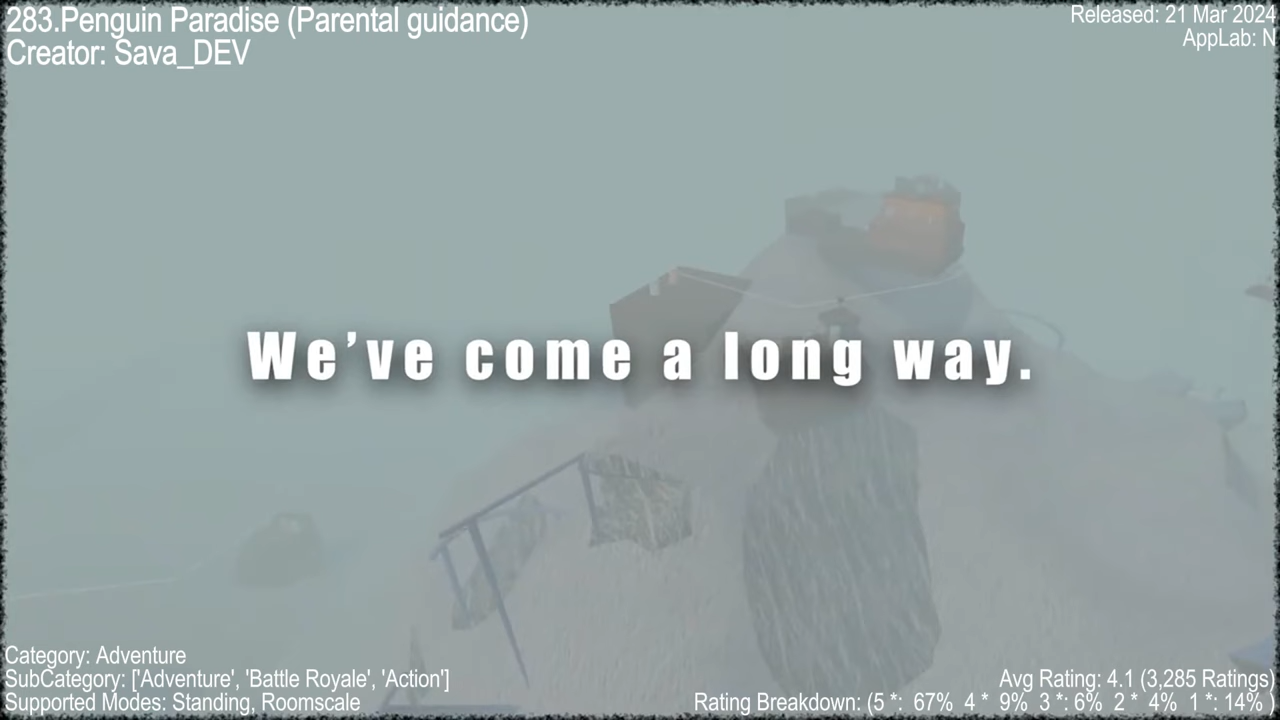 283.Penguin Paradise (Parental guidance)
Creator: Sava_DEV
Released: 21 Mar 2024
AppLab: N
We’ve come a long way.
Category: Adventure
SubCategory: ['Adventure', 'Battle Royale', 'Action']
Supported Modes: Standing, Roomscale
Avg Rating: 4.1 (3,285 Ratings)
Rating Breakdown: (5 *: 67% 4 * 9% 3 *: 6% 2 * 4% 1 *: 14% )